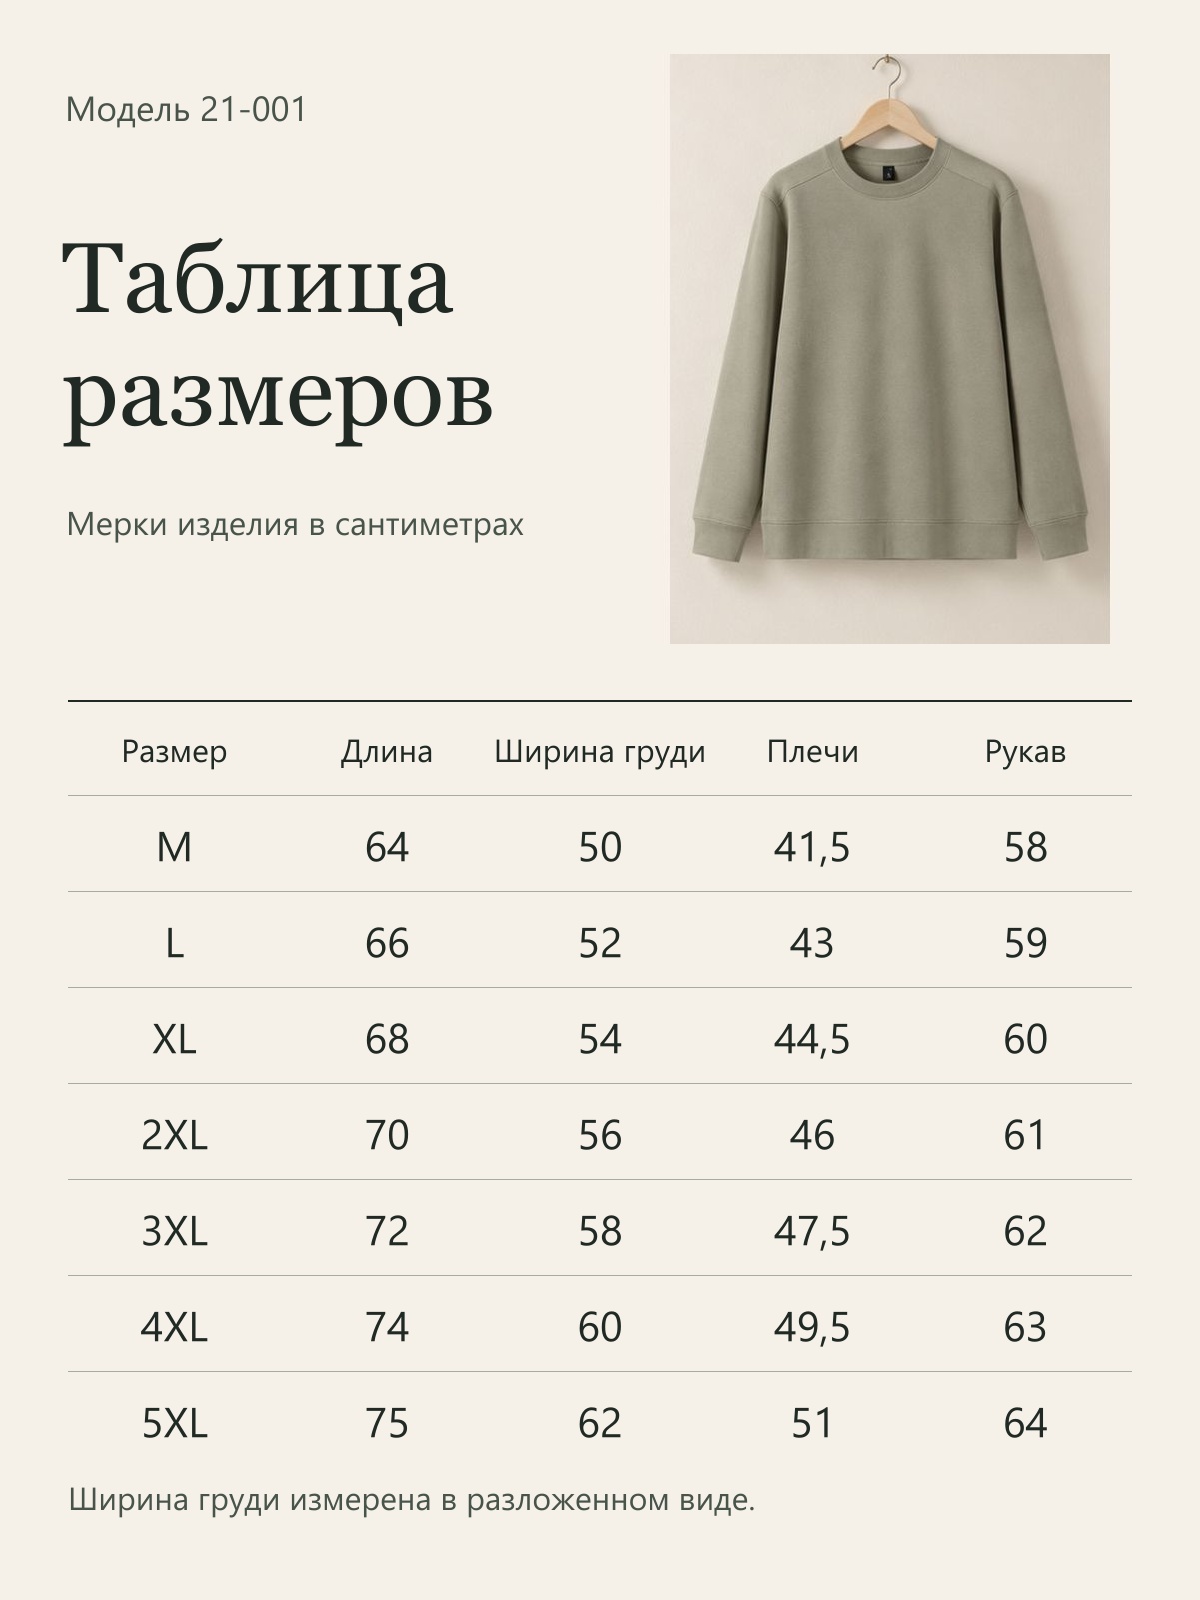 Модель 21-001
Таблица
размеров
Мерки изделия в сантиметрах
Размер Длина Ширина груди Плечи Рукав
M 64 50 41,5 58
L 66 52 43 59
XL 68 54 44,5 60
2XL 70 56 46 61
3XL 72 58 47,5 62
4XL 74 60 49,5 63
5XL 75 62 51 64
Ширина груди измерена в разложенном виде.